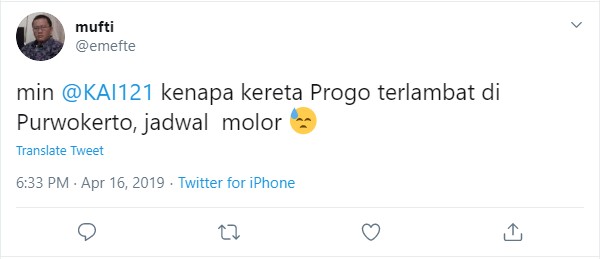 mufti
@emefte
min @KAI121 kenapa kereta Progo terlambat di
Purwokerto, jadwal  molor 😓
Translate Tweet
6:33 PM · Apr 16, 2019 · Twitter for iPhone